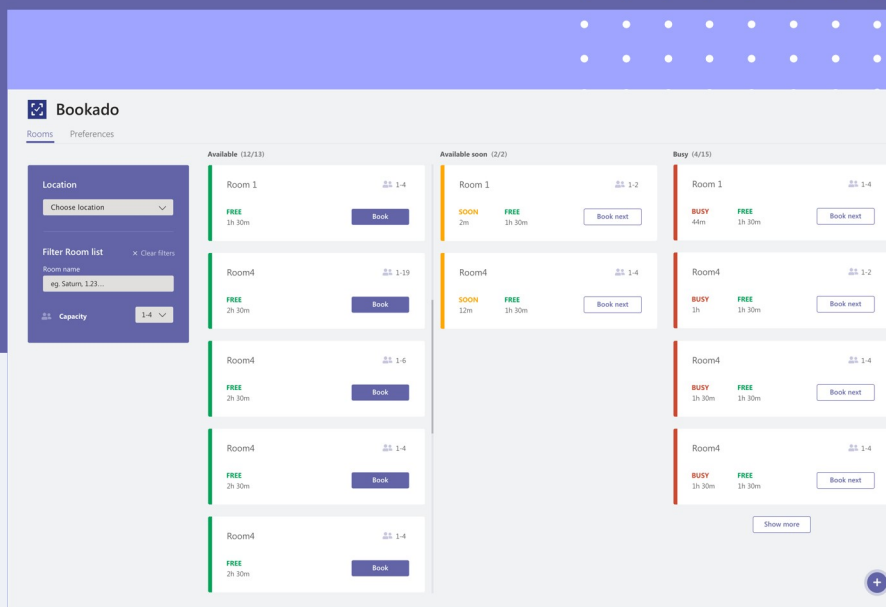 Bookado
Rooms Preferences
Location
Choose location
Filter Room list × Clear filters
Room name
eg. Saturn, 1.23....
Capacity 1-4
Available (12/13)
Room 1 1-4
FREE
1h 30m
Book
Room4 1-19
FREE
2h 30m
Book
Room4 1-6
FREE
2h 30m
Book
Room4 1-4
FREE
2h 30m
Book
Room4 1-4
FREE
2h 30m
Book
Available soon (2/2)
Room 1 1-2
SOON FREE
2m 1h 30m
Book next
Room4 1-4
SOON FREE
12m 1h 30m
Book next
Busy (4/15)
Room 1 1-4
BUSY FREE
44m 1h 30m
Book next
Room4 1-2
BUSY FREE
1h 1h 30m
Book next
Room4 1-4
BUSY FREE
1h 30m 1h 30m
Book next
Room4 1-4
BUSY FREE
1h 30m 1h 30m
Book next
Show more
+